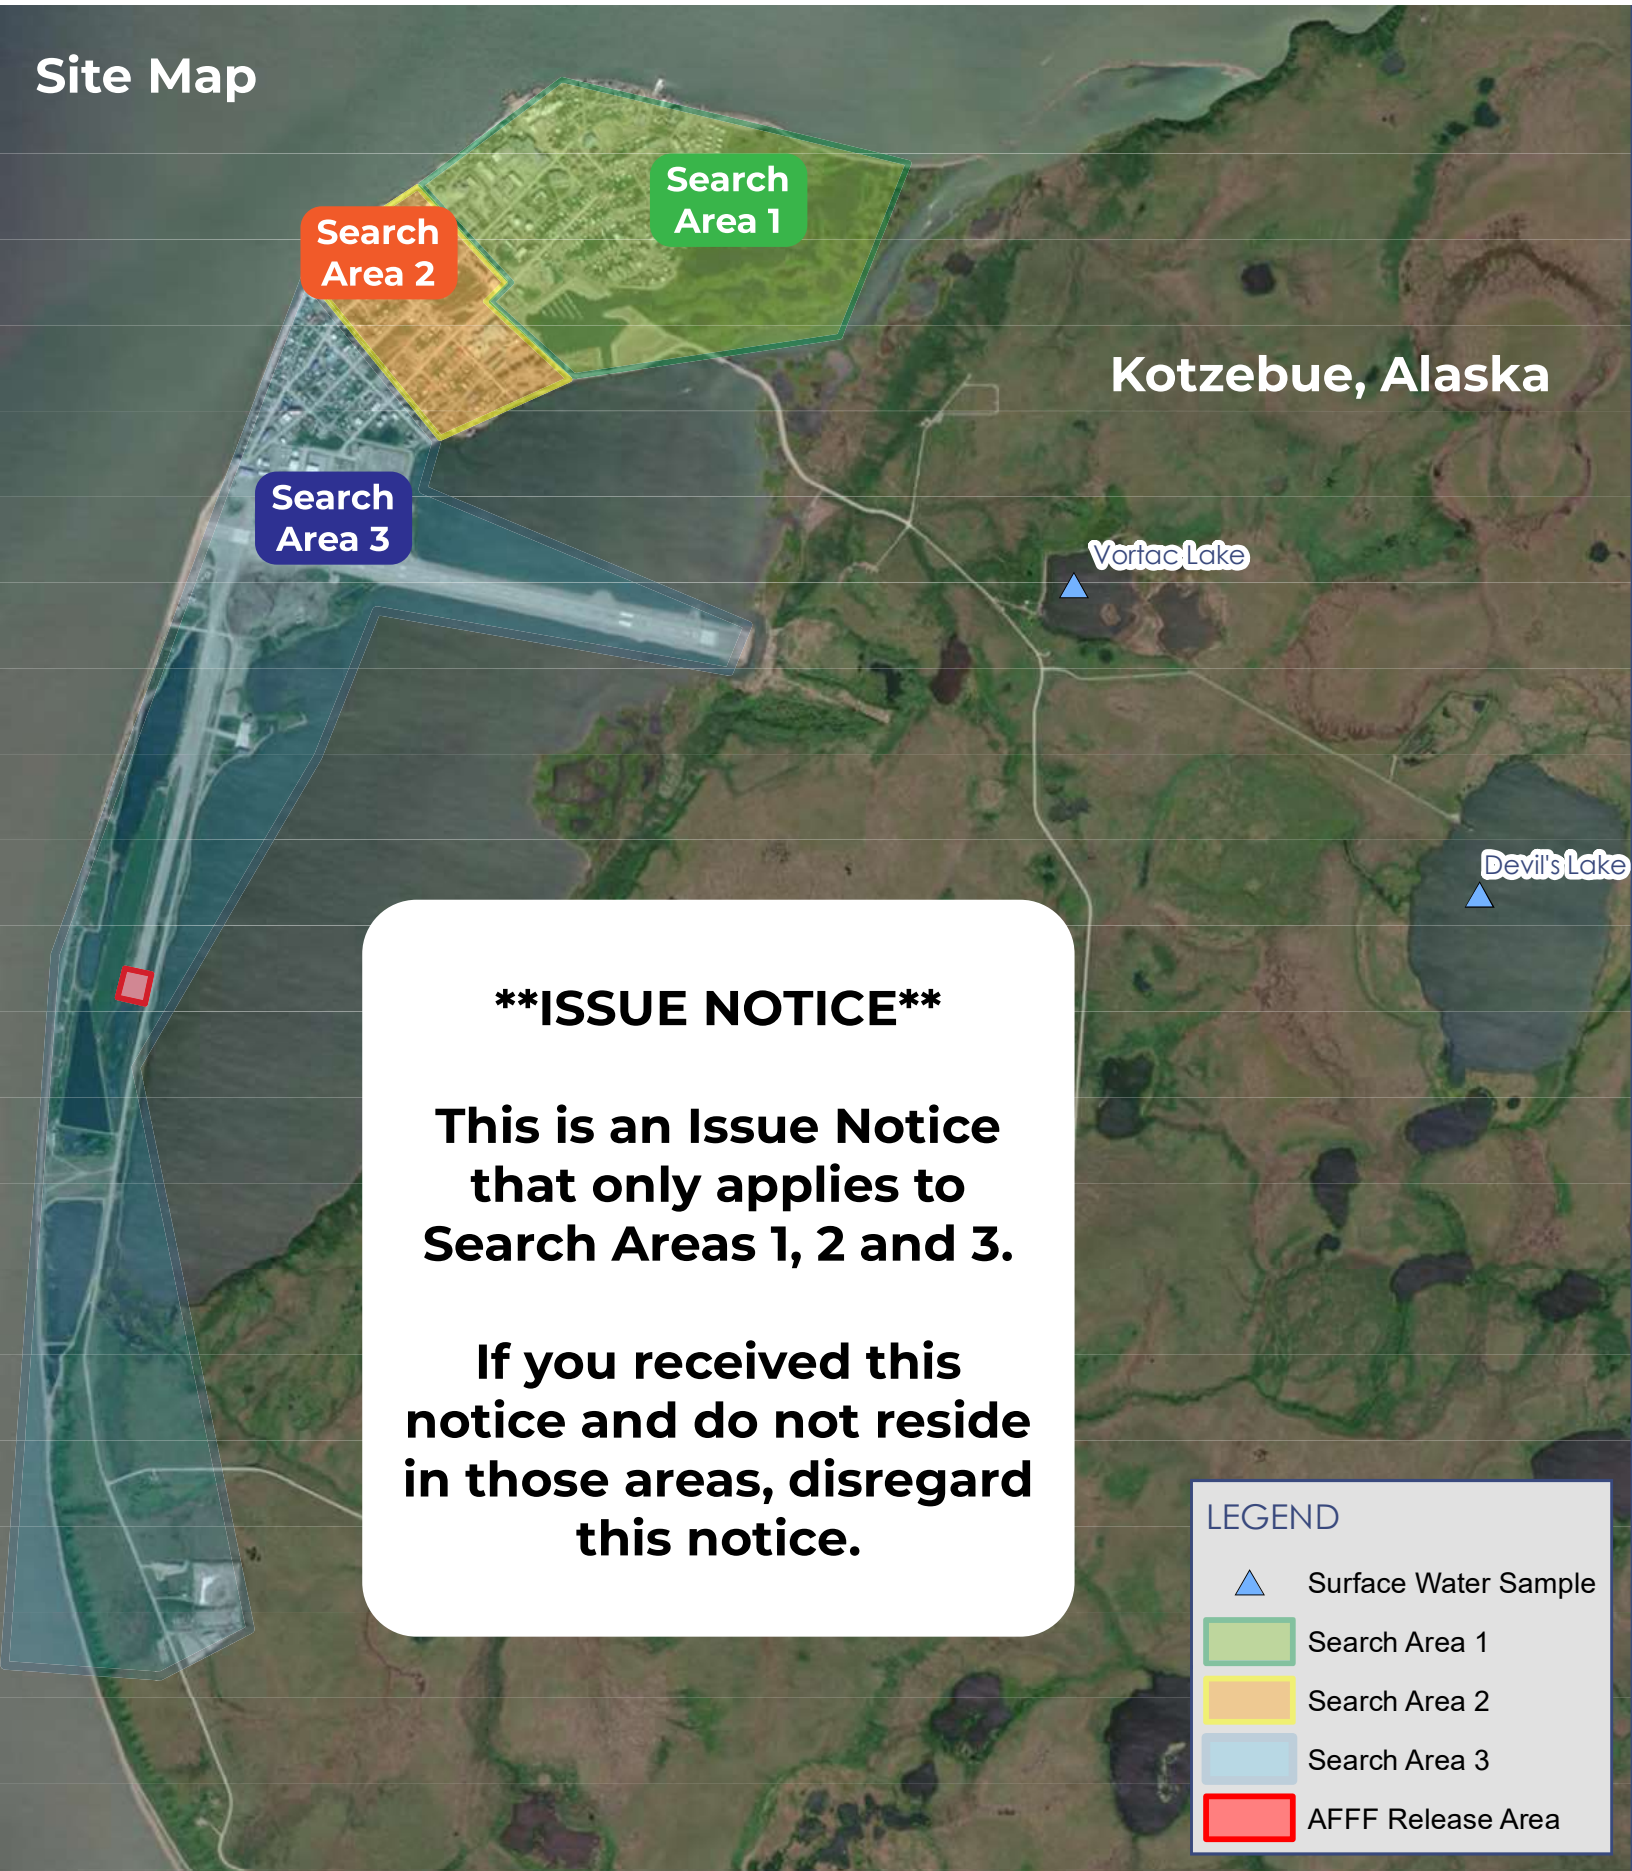 Site Map
Search
Area 1
Search
Area 2
Kotzebue, Alaska
Search
Area 3
Vortac Lake
Devil's Lake
**ISSUE NOTICE**
This is an Issue Notice
that only applies to
Search Areas 1, 2 and 3.
If you received this
notice and do not reside
in those areas, disregard
this notice.
LEGEND
Surface Water Sample
Search Area 1
Search Area 2
Search Area 3
AFFF Release Area